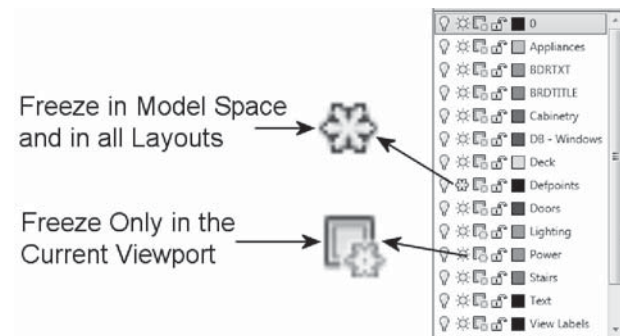 0
Appliances
BDRTXT
BRDTITLE
Cabinetry
DB - Windows
Deck
Defpoints
Doors
Lighting
Power
Stairs
Text
View Labels
Freeze in Model Space
and in all Layouts
Freeze Only in the
Current Viewport